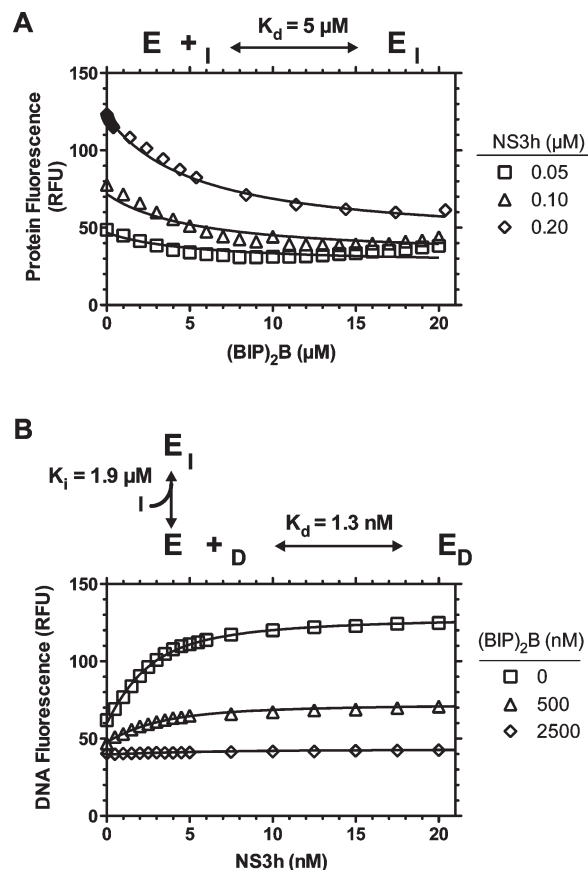 A
E + I
Kd = 5 µM
EI
150
100
50
0
0 5 10 15 20
Protein Fluorescence
(RFU)
(BIP)2B (µM)
NS3h (µM)
0.05
0.10
0.20
B
EI
Ki = 1.9 µM
I
E + D
Kd = 1.3 nM
ED
150
100
50
0
0 5 10 15 20
DNA Fluorescence (RFU)
NS3h (nM)
(BIP)2B (nM)
0
500
2500